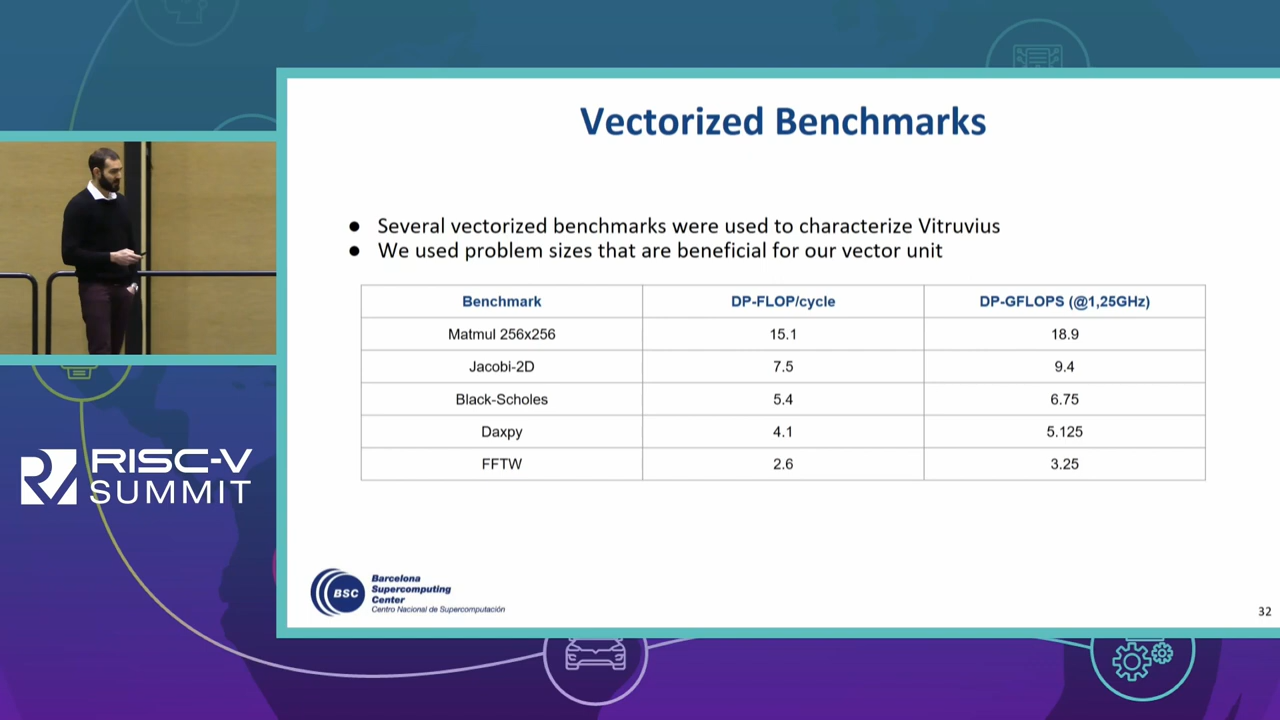 Vectorized Benchmarks
● Several vectorized benchmarks were used to characterize Vitruvius
● We used problem sizes that are beneficial for our vector unit
Benchmark DP-FLOP/cycle DP-GFLOPS (@1,25GHz)
Matmul 256x256 15.1 18.9
Jacobi-2D 7.5 9.4
Black-Scholes 5.4 6.75
Daxpy 4.1 5.125
FFTW 2.6 3.25
RISC-V
SUMMIT
BSC
Barcelona
Supercomputing
Center
Centro Nacional de Supercomputación
32